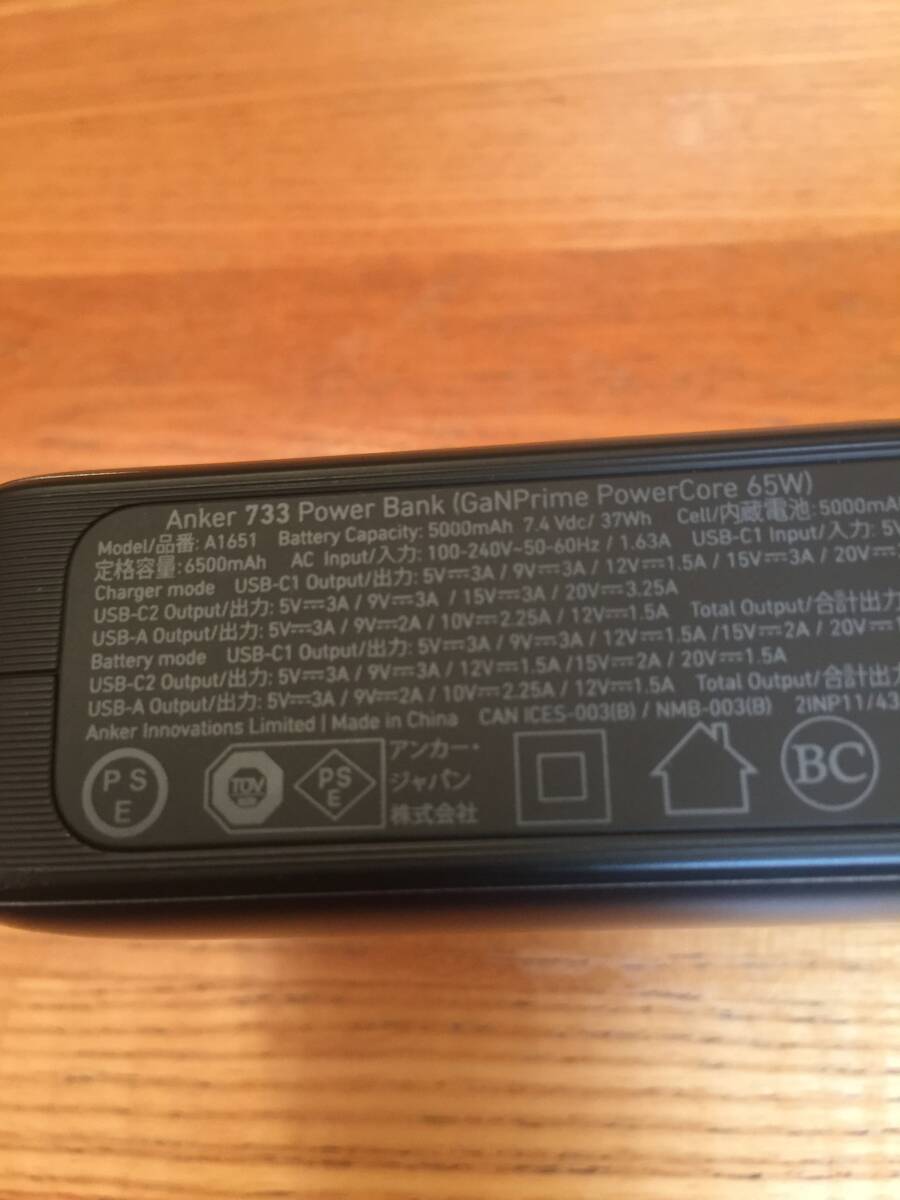 Anker 733 Power Bank (GaNPrime PowerCore 65W)
Model/品番: A1651 Battery Capacity: 5000mAh 7.4 Vdc/ 37Wh Cell/内蔵電池: 5000mA
定格容量:6500mAh AC Input/入力: 100-240V~50-60Hz / 1.63A USB-C1 Input/入力: 5V
Charger mode USB-C1 Output/出力: 5V⎓3A / 9V⎓3A / 12V⎓1.5A / 15V⎓3A / 20V⎓
USB-C2 Output/出力: 5V⎓3A / 9V⎓3A / 15V⎓3A / 20V⎓3.25A
USB-A Output/出力: 5V⎓3A / 9V⎓2A / 10V⎓2.25A / 12V⎓1.5A Total Output/合計出力
Battery mode USB-C1 Output/出力: 5V⎓3A / 9V⎓3A / 12V⎓1.5A /15V⎓2A / 20V⎓
USB-C2 Output/出力: 5V⎓3A / 9V⎓3A / 12V⎓1.5A /15V⎓2A / 20V⎓1.5A
USB-A Output/出力: 5V⎓3A / 9V⎓2A / 10V⎓2.25A / 12V⎓1.5A Total Output/合計出
Anker Innovations Limited | Made in China CAN ICES-003(B) / NMB-003(B) 2INP11/43
PSE
TÜV
PSE
アンカー・
ジャパン
株式会社
BC